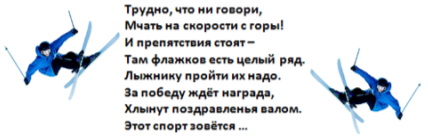 Трудно, что ни говори,
Мчать на скорости с горы!
И препятствия стоят –
Там флажков есть целый ряд.
Лыжнику пройти их надо.
За победу ждёт награда,
Хлынут поздравленья валом.
Этот спорт зовётся ...